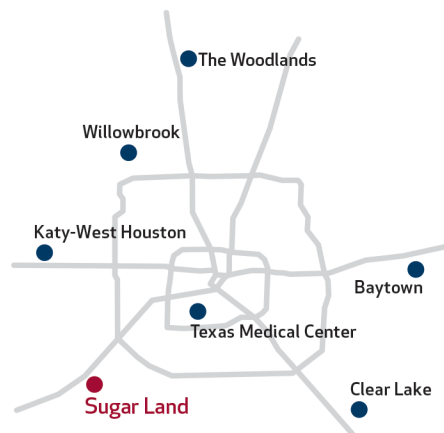 The Woodlands
Willowbrook
Katy-West Houston
Baytown
Texas Medical Center
Clear Lake
Sugar Land